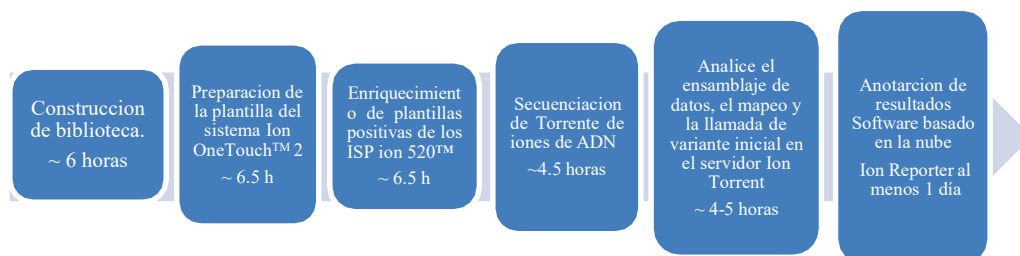 Construccion
de biblioteca.
~ 6 horas
Preparacion de
la plantilla del
sistema Ion
OneTouch™ 2
~ 6.5 h
Enriquecimient
o de plantillas
positivas de los
ISP ion 520™
~ 6.5 h
Secuenciacion
de Torrente de
iones de ADN
~4.5 horas
Analice el
ensamblaje de
datos, el mapeo y
la llamada de
variante inicial en
el servidor Ion
Torrent
~ 4-5 horas
Anotarcion de
resultados
Software basado
en la nube
Ion Reporter al
menos 1 día